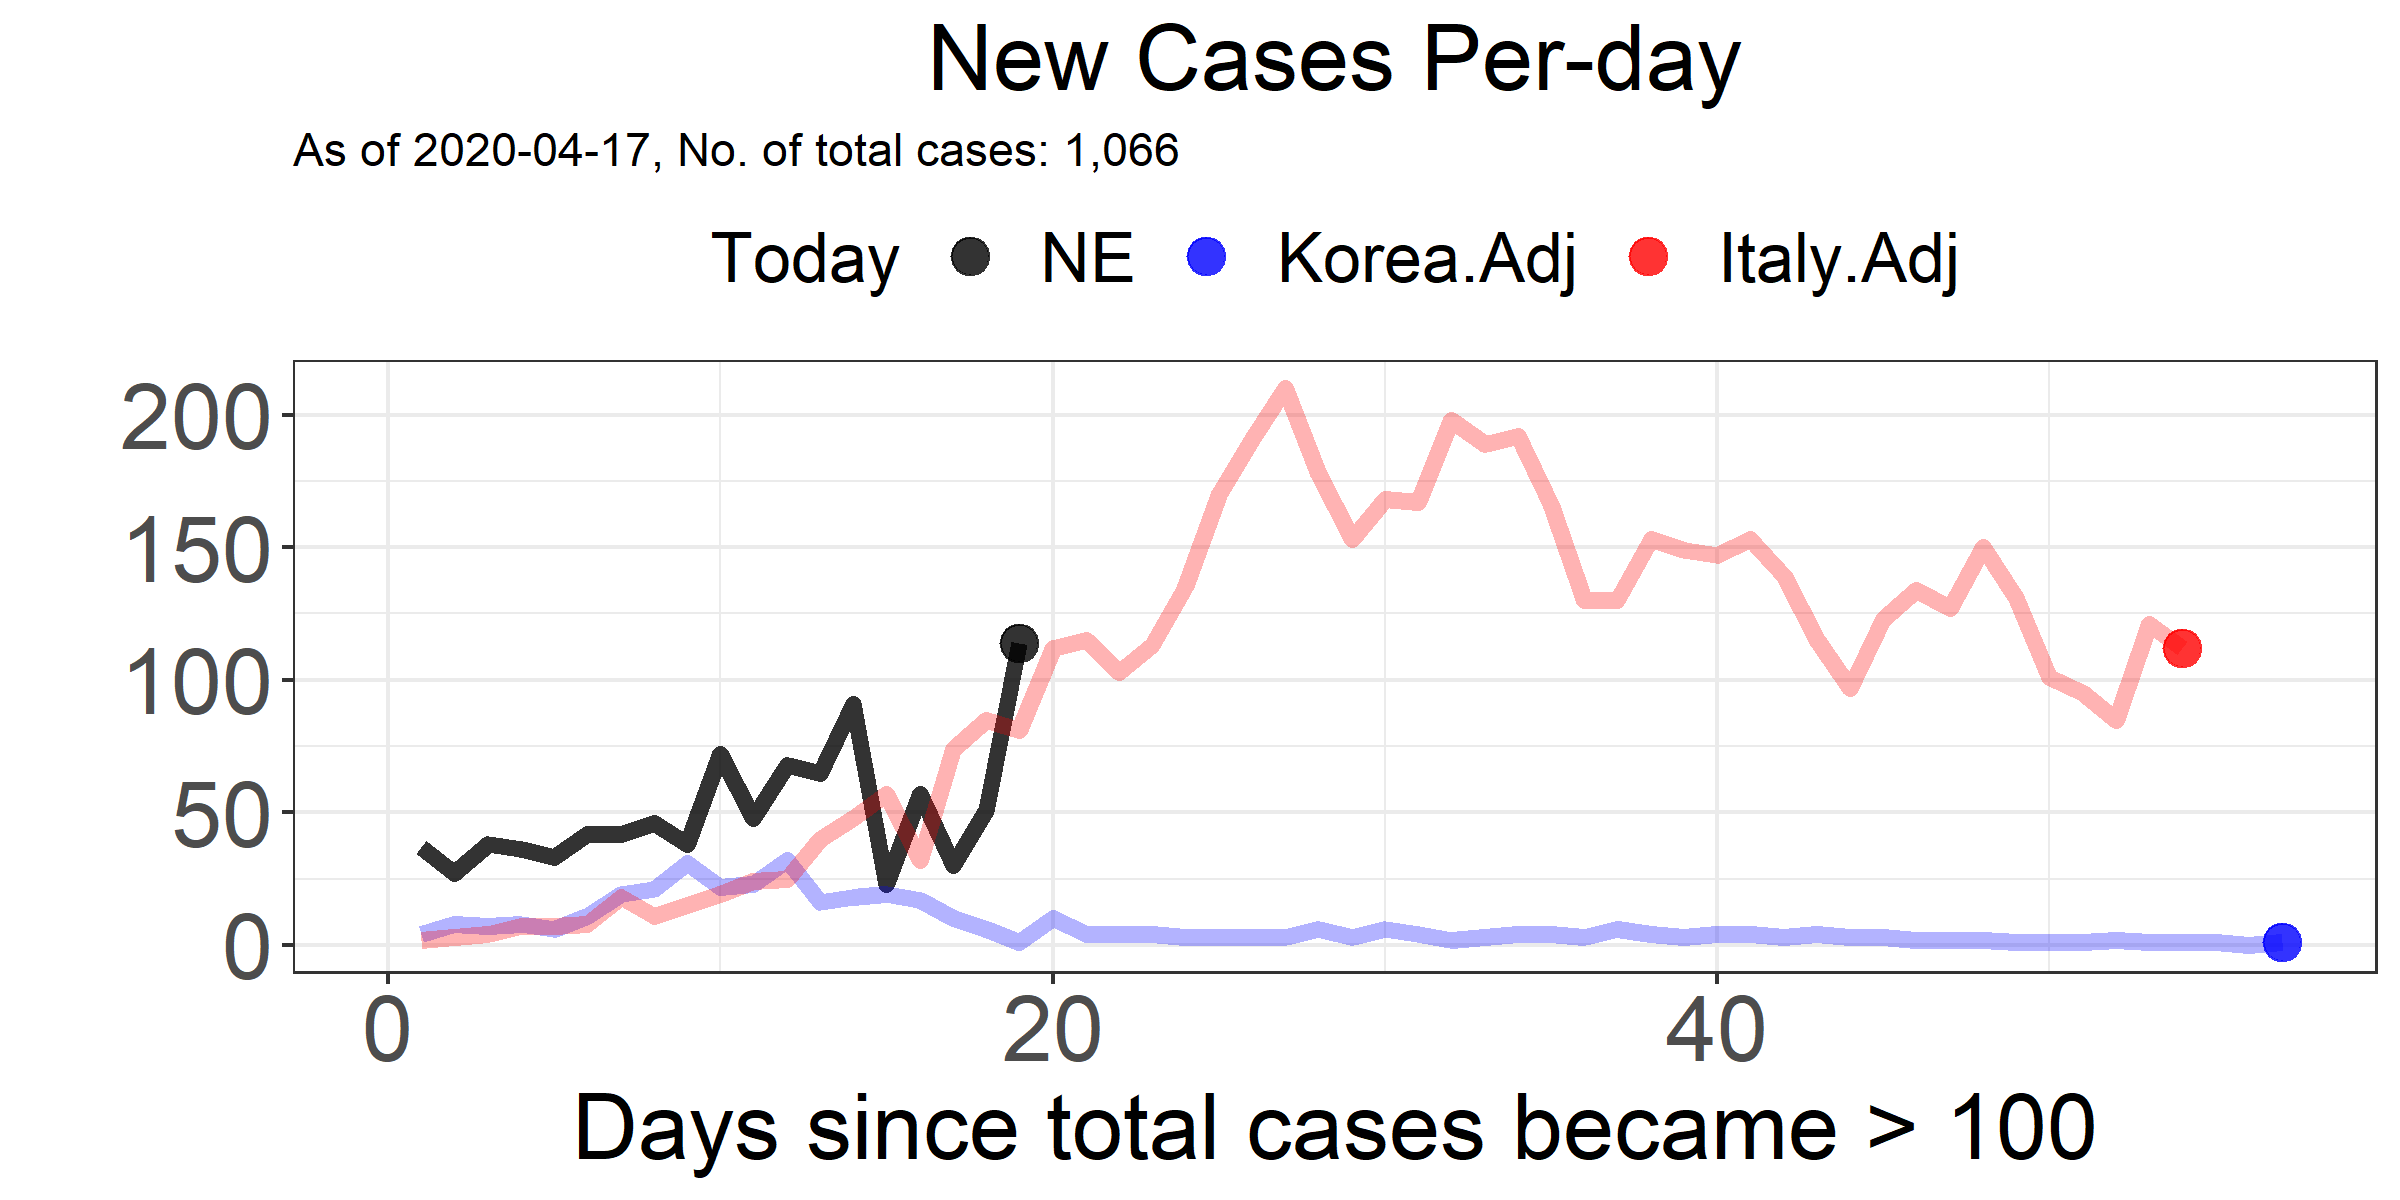 New Cases Per-day
As of 2020-04-17, No. of total cases: 1,066
Today NE Korea.Adj Italy.Adj
200
150
100
50
0
0 20 40
Days since total cases became > 100